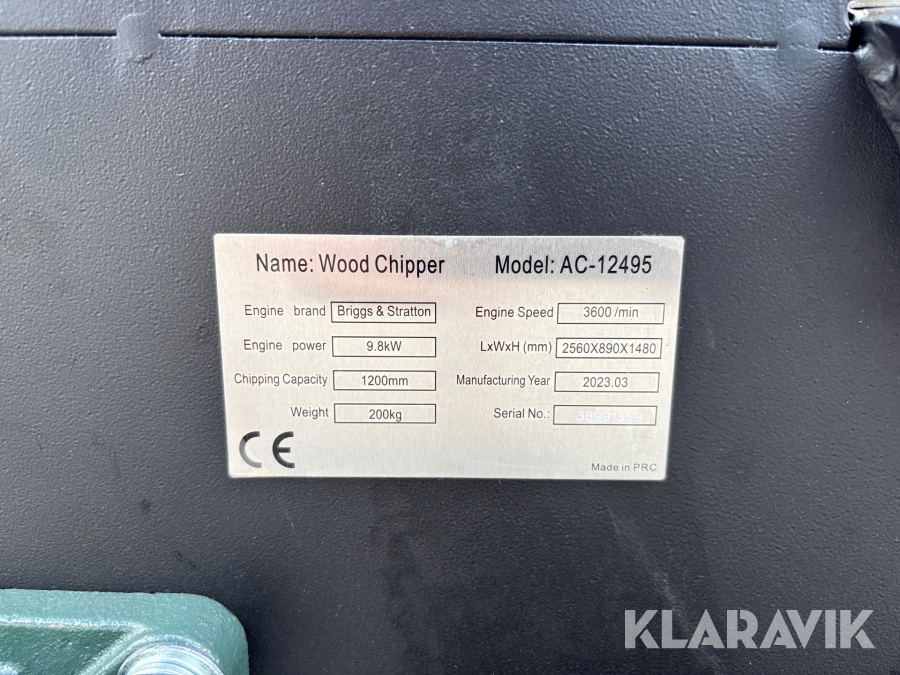 Name: Wood Chipper Model: AC-12495
Engine brand Briggs & Stratton Engine Speed 3600 /min
Engine power 9.8kW LxWxH (mm) 2560X890X1480
Chipping Capacity 1200mm Manufacturing Year 2023.03
Weight 200kg Serial No.:
CE
Made in PRC
KLARAVIK